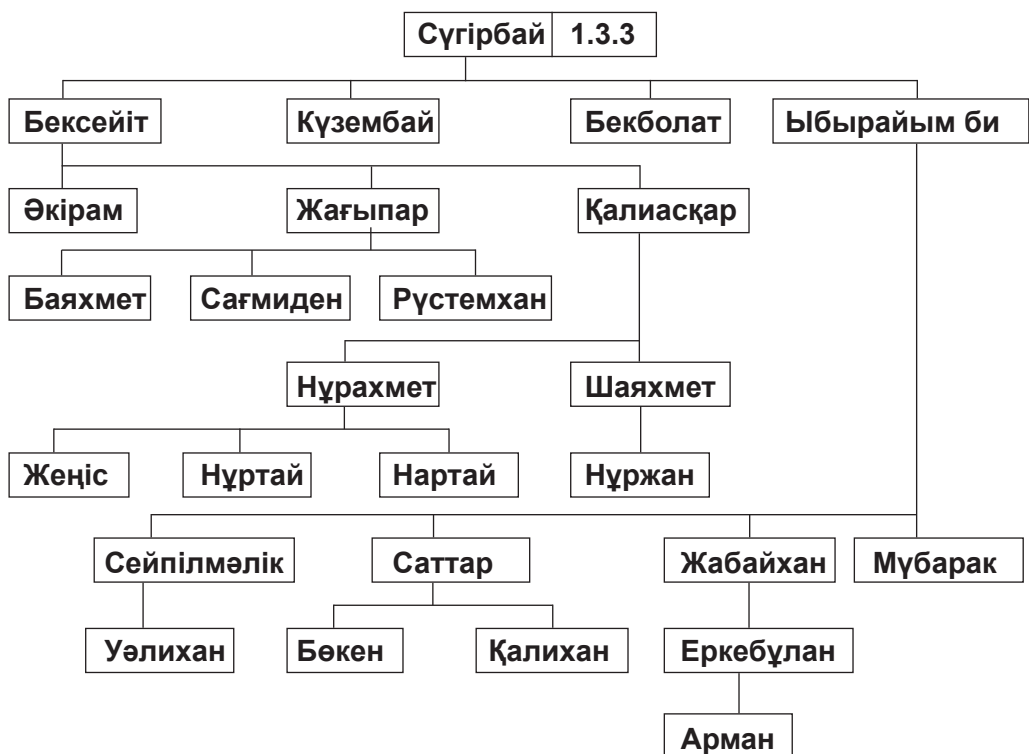 Сүгірбай 1.3.3
Бексейіт Күзембай Бекболат Ыбырайым би
Әкірам Жағыпар Қалиасқар
Баяхмет Сағмиден Рүстемхан
Нұрахмет Шаяхмет
Жеңіс Нұртай Нартай Нұржан
Сейпілмәлік Саттар Жабайхан Мүбарак
Уәлихан Бөкен Қалихан Еркебұлан
Арман